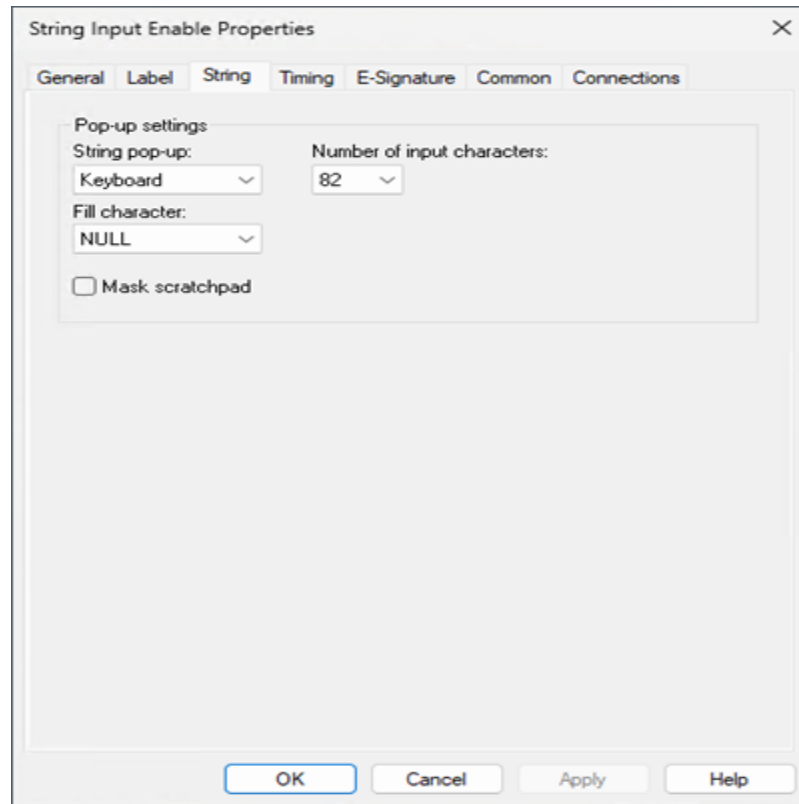 String Input Enable Properties
General Label String Timing E-Signature Common Connections
Pop-up settings
String pop-up: Number of input characters:
Keyboard 82
Fill character:
NULL
Mask scratchpad
OK Cancel Apply Help